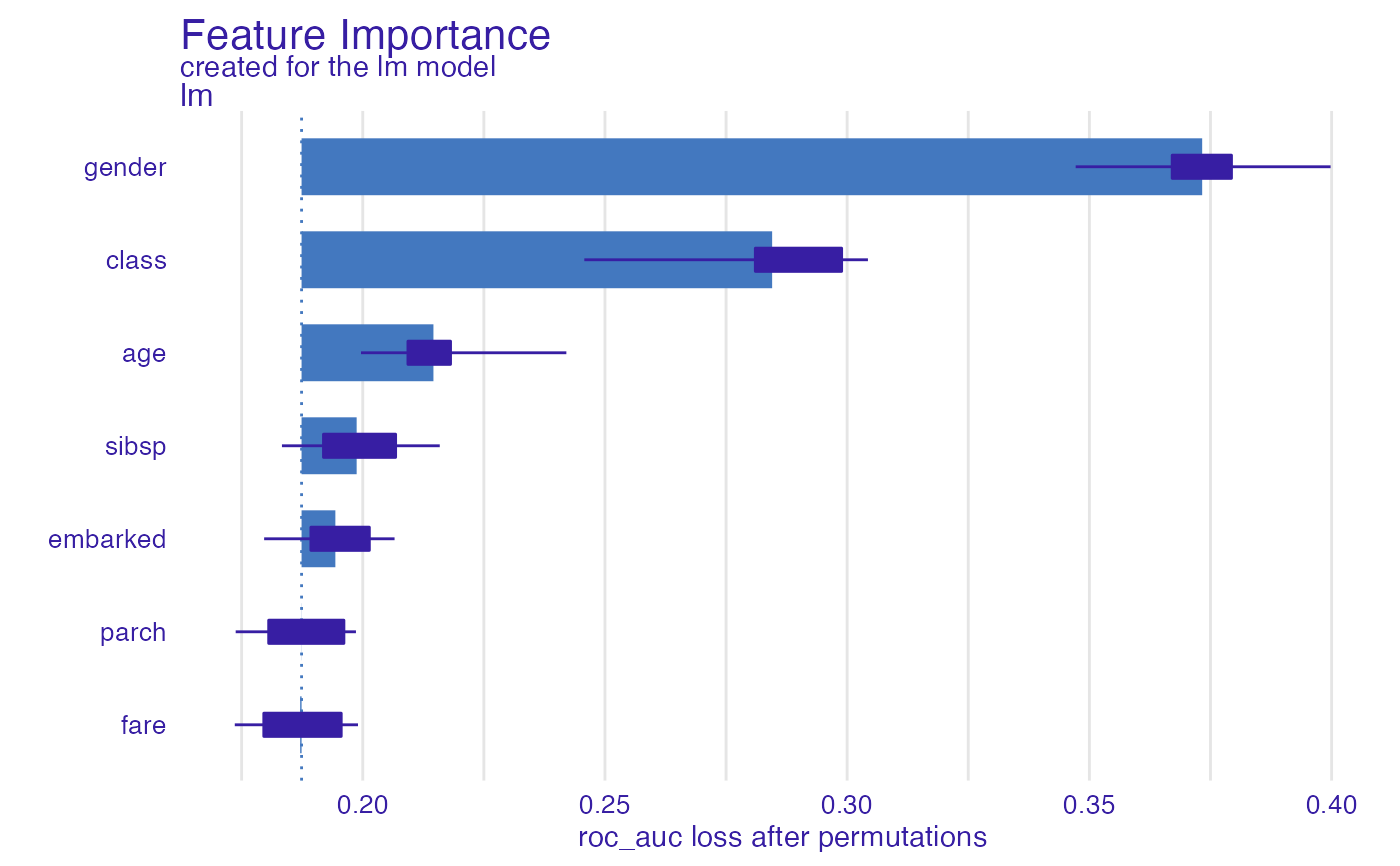 Feature Importance
created for the lm model
lm
gender
class
age
sibsp
embarked
parch
fare
0.20 0.25 0.30 0.35 0.40
roc_auc loss after permutations